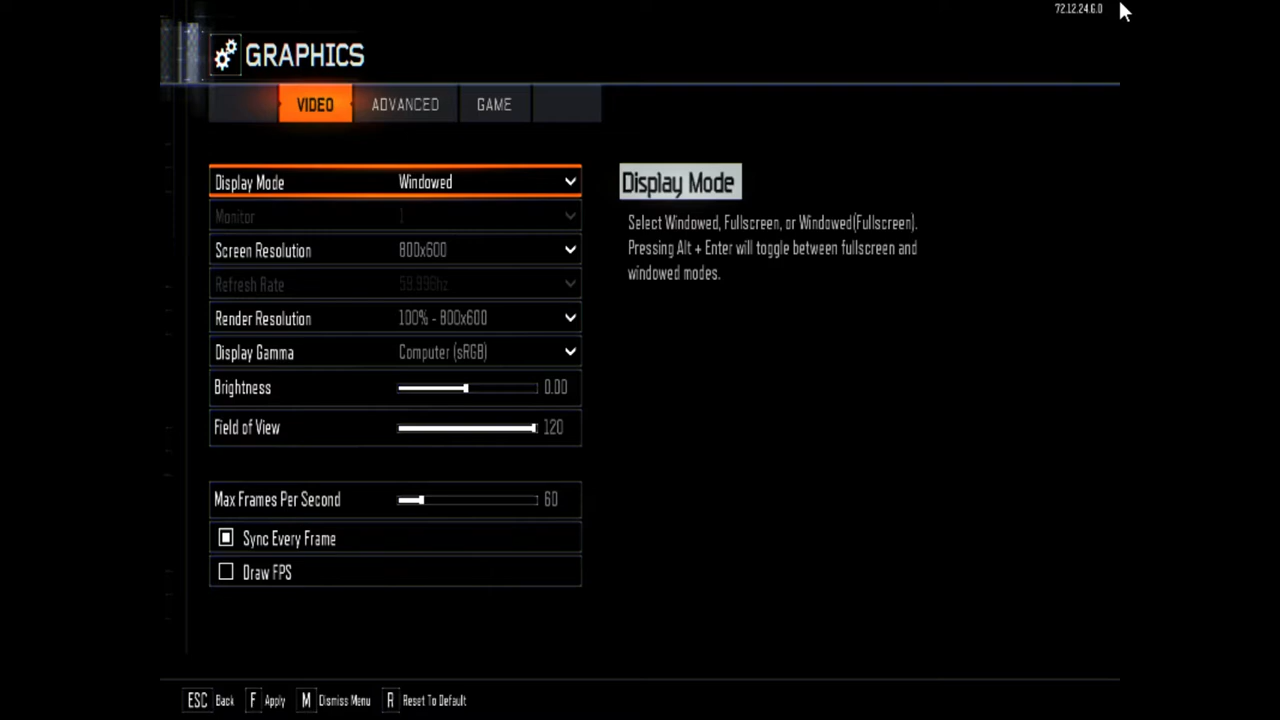 72.12.24.6.0
GRAPHICS
VIDEO ADVANCED GAME
Display Mode Windowed
Monitor 1
Screen Resolution 800x600
Refresh Rate 59.996hz
Render Resolution 100% - 800x600
Display Gamma Computer (sRGB)
Brightness 0.00
Field of View 120
Max Frames Per Second 60
Sync Every Frame
Draw FPS
Display Mode
Select Windowed, Fullscreen, or Windowed(Fullscreen).
Pressing Alt + Enter will toggle between fullscreen and
windowed modes.
ESC Back F Apply M Dismiss Menu R Reset To Default